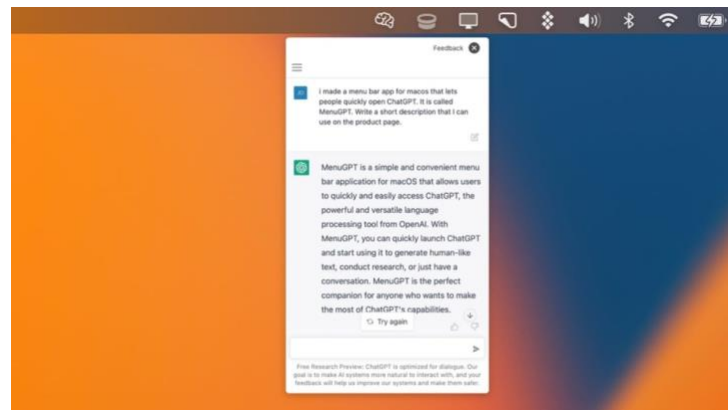 Feedback
i made a menu bar app for macos that lets
people quickly open ChatGPT. It is called
MenuGPT. Write a short description that I can
use on the product page.
MenuGPT is a simple and convenient menu
bar application for macOS that allows users
to quickly and easily access ChatGPT, the
powerful and versatile language
processing tool from OpenAI. With
MenuGPT, you can quickly launch ChatGPT
and start using it to generate human-like
text, conduct research, or just have a
conversation. MenuGPT is the perfect
companion for anyone who wants to make
the most of ChatGPT's capabilities.
Try again
Free Research Preview: ChatGPT is optimized for dialogue. Our
goal is to make AI systems more natural to interact with, and your
feedback will help us improve our systems and make them safer.